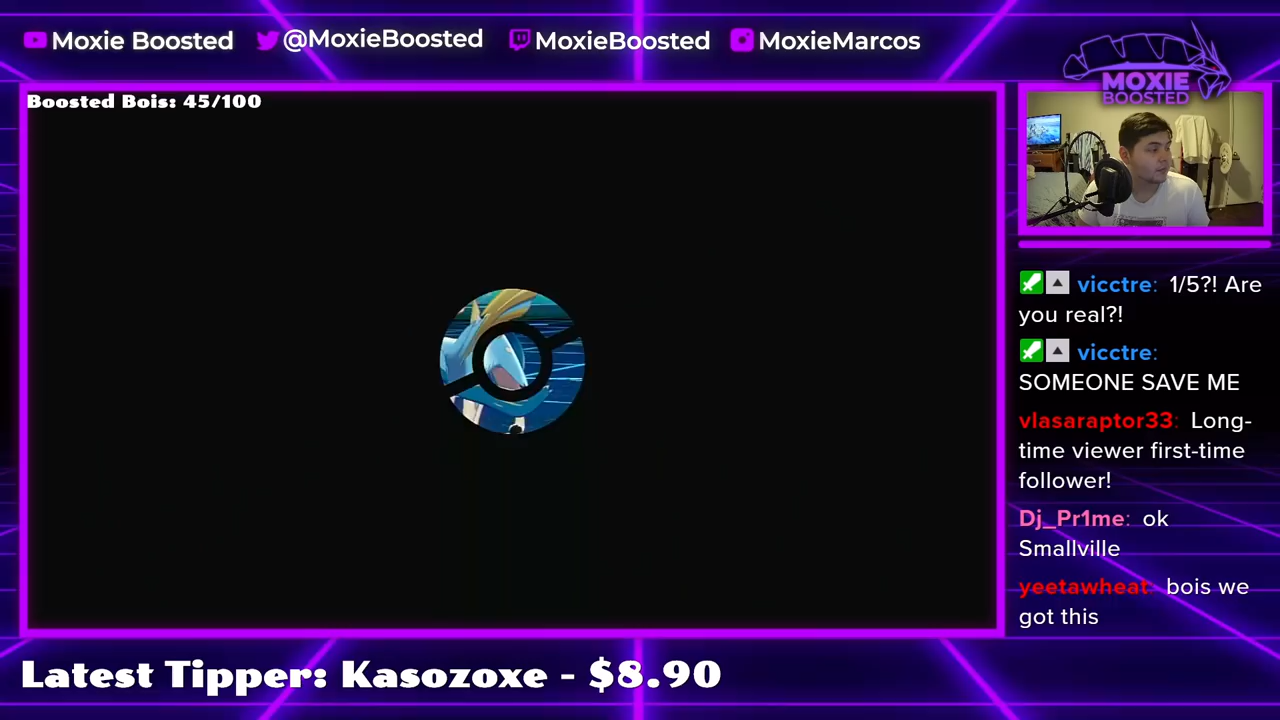 Moxie Boosted @MoxieBoosted MoxieBoosted MoxieMarcos
MOXIE
BOOSTED
Boosted Bois: 45/100
vicctre: 1/5?! Are
you real?!
vicctre:
SOMEONE SAVE ME
vlasaraptor33: Long-
time viewer first-time
follower!
Dj_Pr1me: ok
Smallville
yeetawheat: bois we
got this
Latest Tipper: Kasozoxe - $8.90